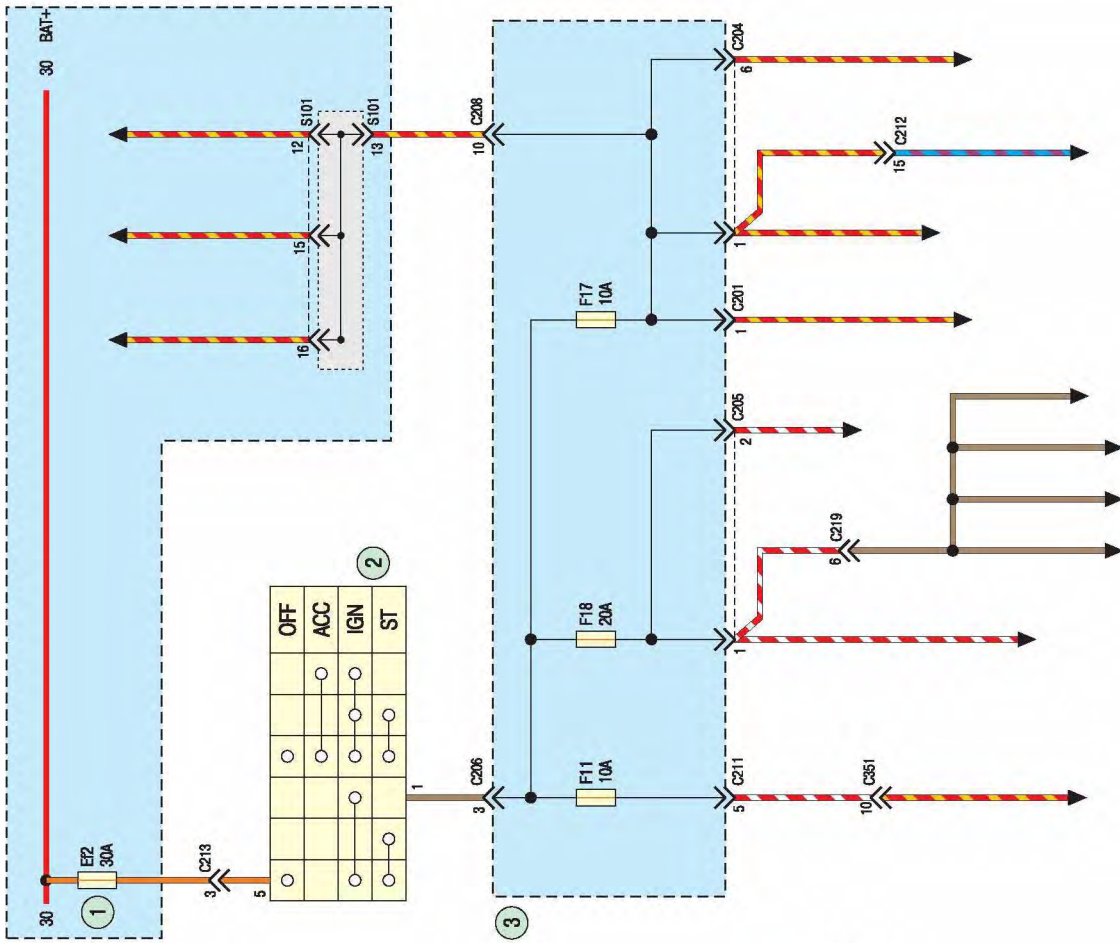 30 BAT+
30
Ef2
30A
1
3 C213
5
OFF
ACC
IGN
ST
2
1
3 C206
12 S101
13 S101
15
16
10 C208
3
F11
10A
F18
20A
F17
10A
5 C211
10 C351
1
6 C219
2 C205
1 C201
1
15 C212
6 C204